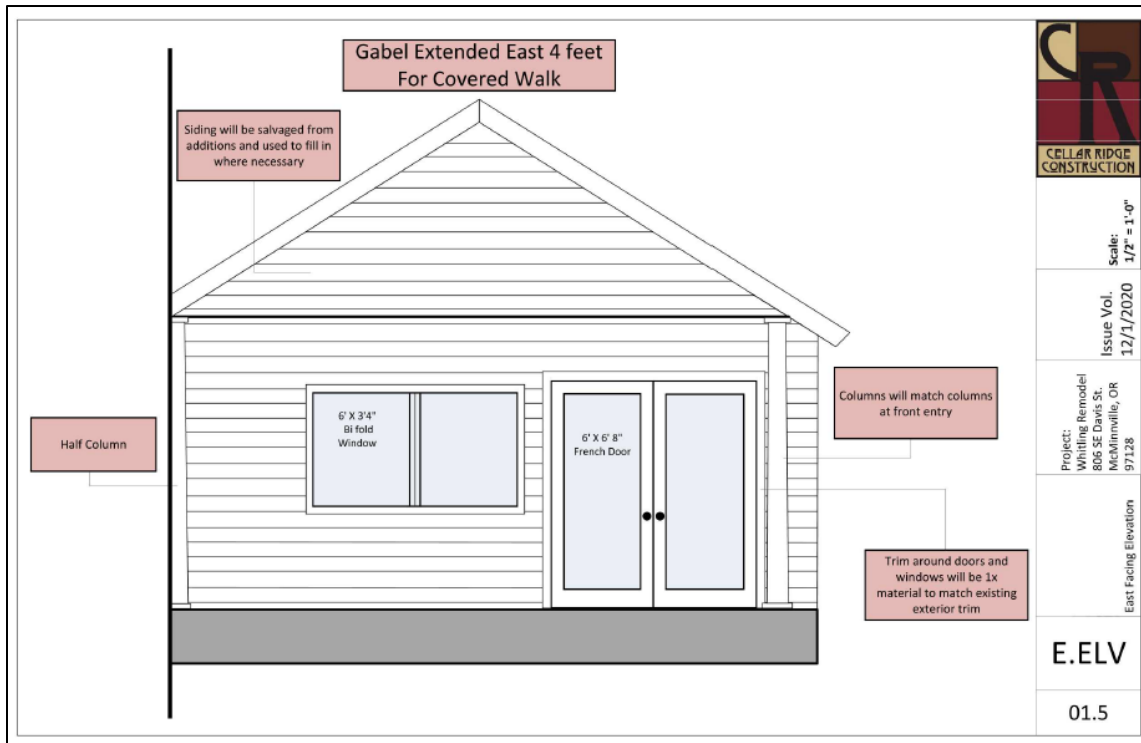 Gabel Extended East 4 feet
For Covered Walk
Siding will be salvaged from
additions and used to fill in
where necessary
Half Column
6' X 3'4"
Bi fold
Window
6' X 6' 8"
French Door
Columns will match columns
at front entry
Trim around doors and
windows will be 1x
material to match existing
exterior trim
CR
CELLAR RIDGE
CONSTRUCTION
Scale:
1/2" = 1'-0"
Issue Vol.
12/1/2020
Project:
Whitling Remodel
806 SE Davis St.
McMinnville, OR
97128
East Facing Elevation
E.ELV
01.5